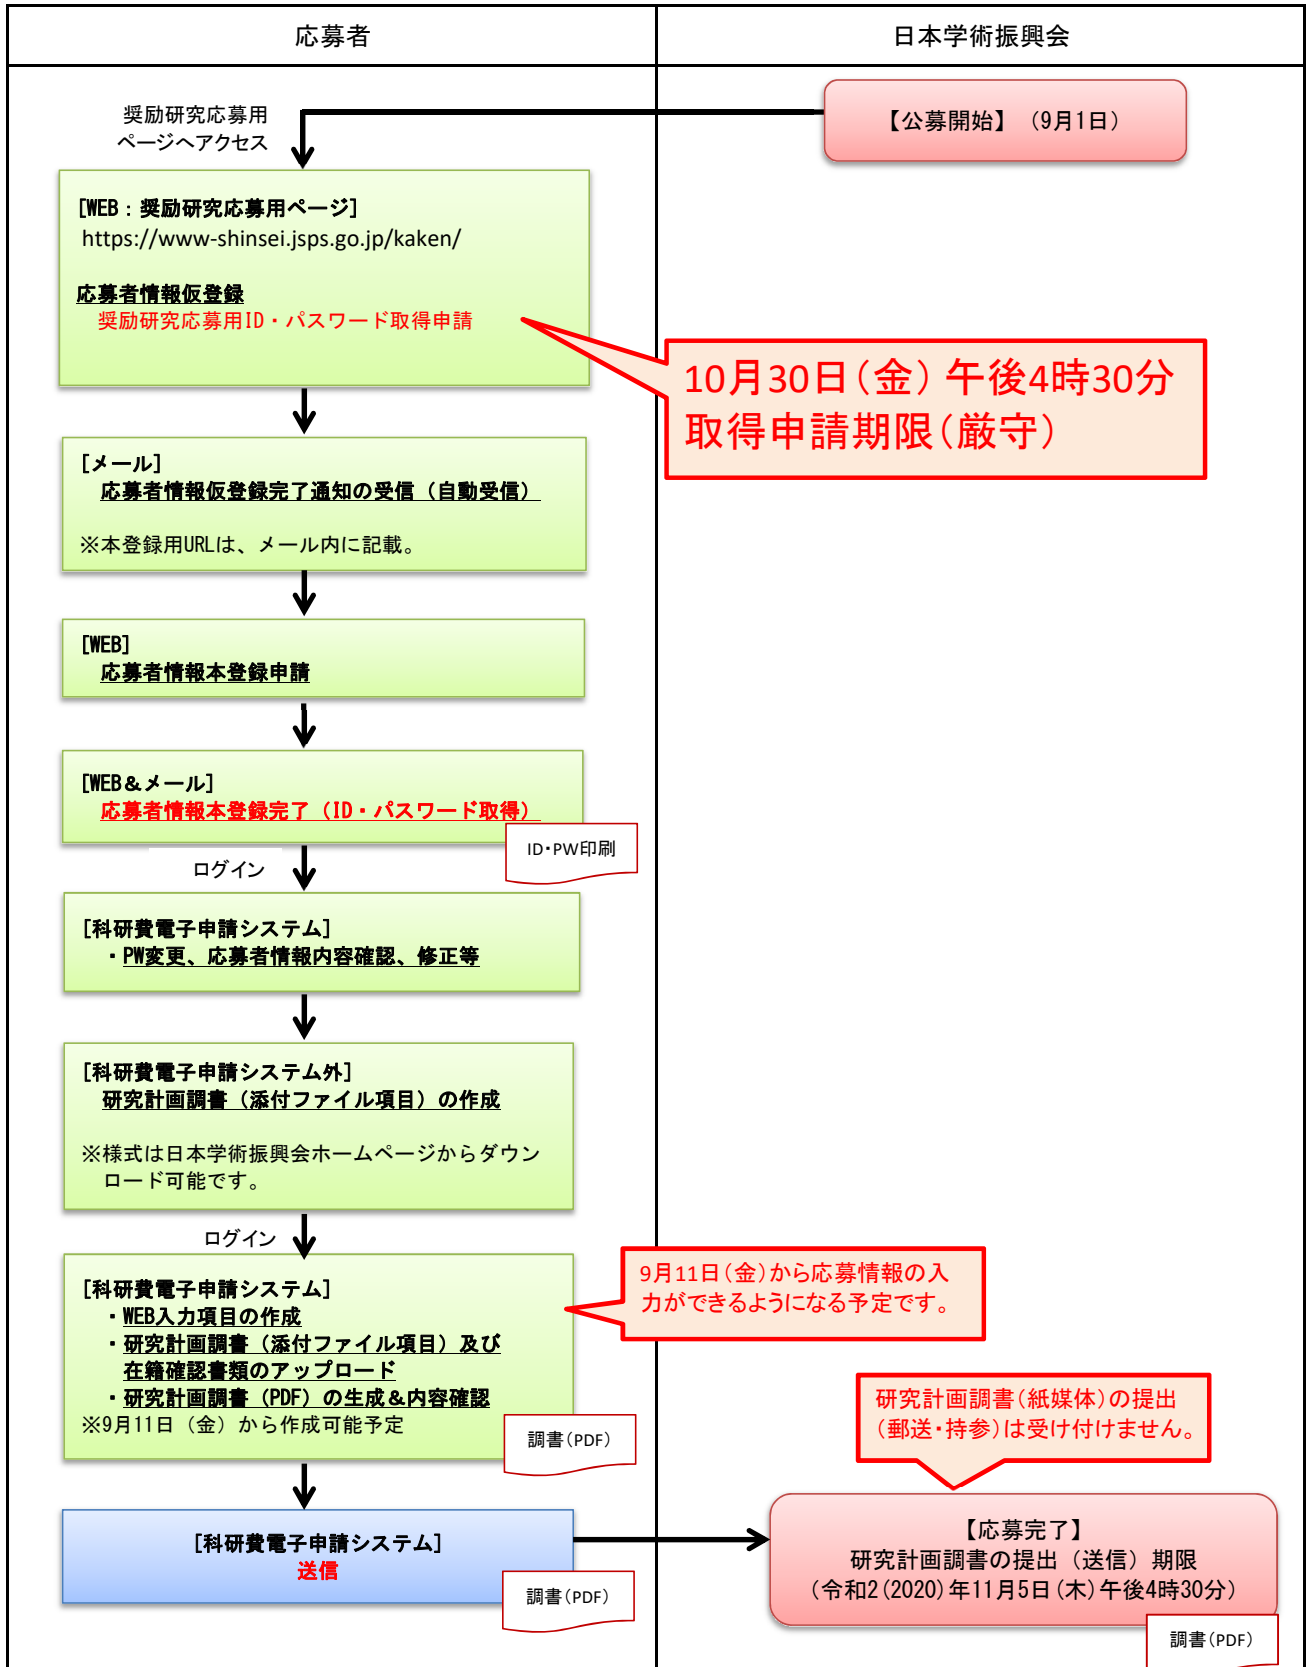 応募者
日本学術振興会
奨励研究応募用
ページへアクセス
【公募開始】（9月1日）
[WEB：奨励研究応募用ページ]
https://www-shinsei.jsps.go.jp/kaken/
応募者情報仮登録
奨励研究応募用ID・パスワード取得申請
10月30日（金）午後4時30分
取得申請期限（厳守）
[メール]
応募者情報仮登録完了通知の受信（自動受信）
※本登録用URLは、メール内に記載。
[WEB]
応募者情報本登録申請
[WEB＆メール]
応募者情報本登録完了（ID・パスワード取得）
ID・PW印刷
ログイン
[科研費電子申請システム]
・PW変更、応募者情報内容確認、修正等
[科研費電子申請システム外]
研究計画調書（添付ファイル項目）の作成
※様式は日本学術振興会ホームページからダウン
ロード可能です。
ログイン
[科研費電子申請システム]
・WEB入力項目の作成
・研究計画調書（添付ファイル項目）及び
在籍確認書類のアップロード
・研究計画調書（PDF）の生成＆内容確認
※9月11日（金）から作成可能予定
調書（PDF）
9月11日（金）から応募情報の入
力ができるようになる予定です。
研究計画調書（紙媒体）の提出
（郵送・持参）は受け付けません。
[科研費電子申請システム]
送信
調書（PDF）
【応募完了】
研究計画調書の提出（送信）期限
（令和2（2020）年11月5日（木）午後4時30分）
調書（PDF）